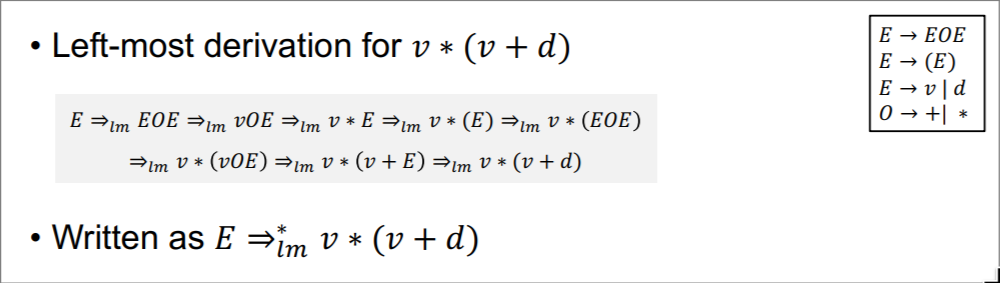 • Left-most derivation for v ∗ (v + d)
E ⇒lm EOE ⇒lm vOE ⇒lm v ∗ E ⇒lm v ∗ (E) ⇒lm v ∗ (EOE)
⇒lm v ∗ (vOE) ⇒lm v ∗ (v + E) ⇒lm v ∗ (v + d)
• Written as E ⇒*lm v ∗ (v + d)
E → EOE
E → (E)
E → v | d
O → +| ∗